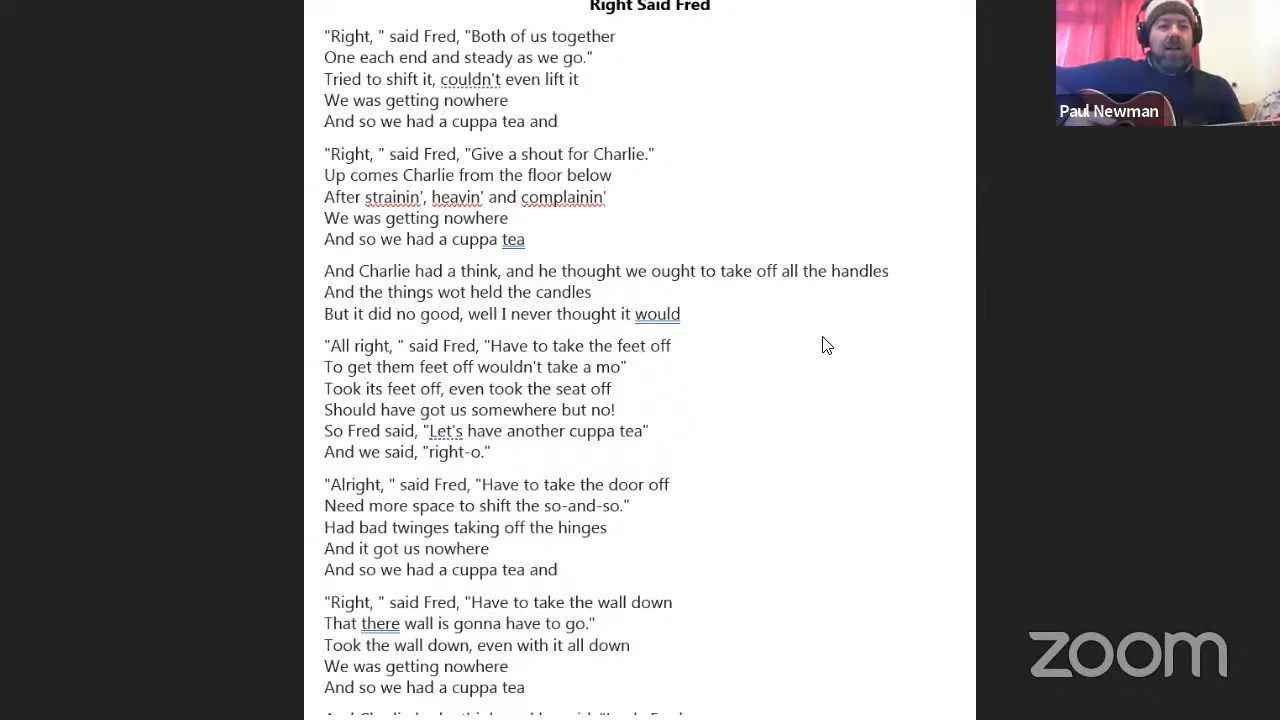 Right Said Fred
"Right, " said Fred, "Both of us together
One each end and steady as we go."
Tried to shift it, couldn't even lift it
We was getting nowhere
And so we had a cuppa tea and
"Right, " said Fred, "Give a shout for Charlie."
Up comes Charlie from the floor below
After strainin', heavin' and complainin'
We was getting nowhere
And so we had a cuppa tea
And Charlie had a think, and he thought we ought to take off all the handles
And the things wot held the candles
But it did no good, well I never thought it would
"All right, " said Fred, "Have to take the feet off
To get them feet off wouldn't take a mo"
Took its feet off, even took the seat off
Should have got us somewhere but no!
So Fred said, "Let's have another cuppa tea"
And we said, "right-o."
"Alright, " said Fred, "Have to take the door off
Need more space to shift the so-and-so."
Had bad twinges taking off the hinges
And it got us nowhere
And so we had a cuppa tea and
"Right, " said Fred, "Have to take the wall down
That there wall is gonna have to go."
Took the wall down, even with it all down
We was getting nowhere
And so we had a cuppa tea
Paul Newman
zoom